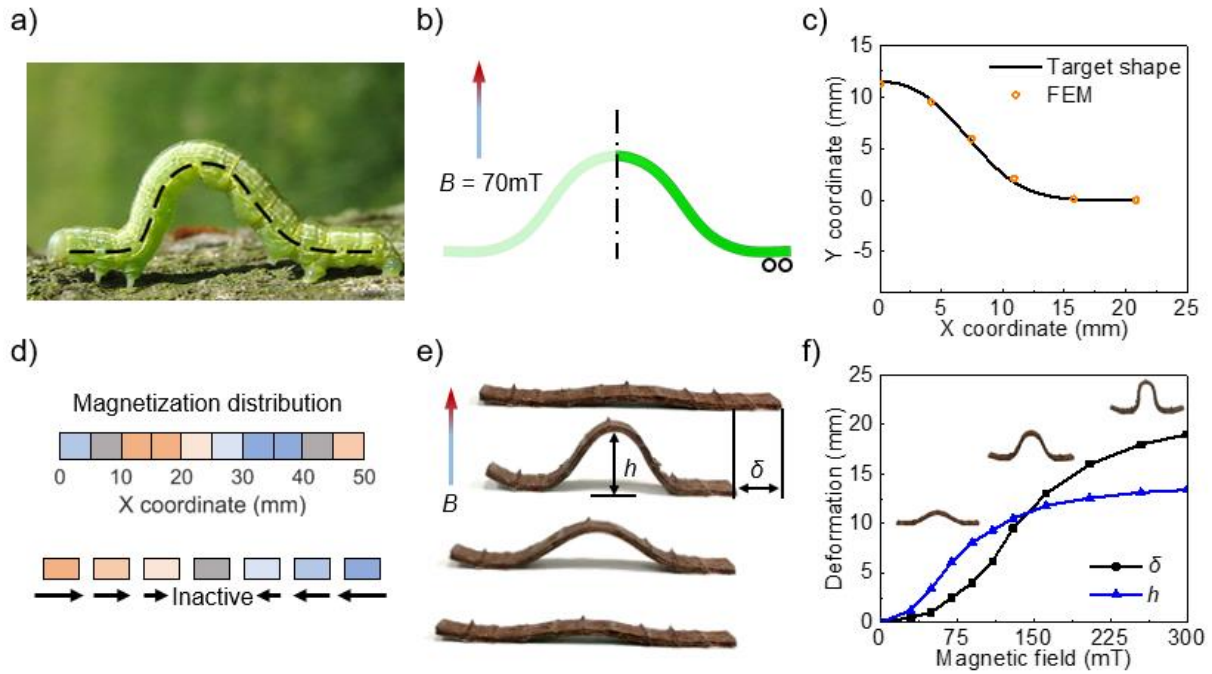 a)
b)
B = 70mT
c)
15
10
5
0
-5
Y coordinate (mm)
Target shape
FEM
0 5 10 15 20 25
X coordinate (mm)
d)
Magnetization distribution
0 10 20 30 40 50
X coordinate (mm)
Inactive
e)
B
h
δ
f)
25
20
15
10
5
0
Deformation (mm)
δ
h
0 75 150 225 300
Magnetic field (mT)